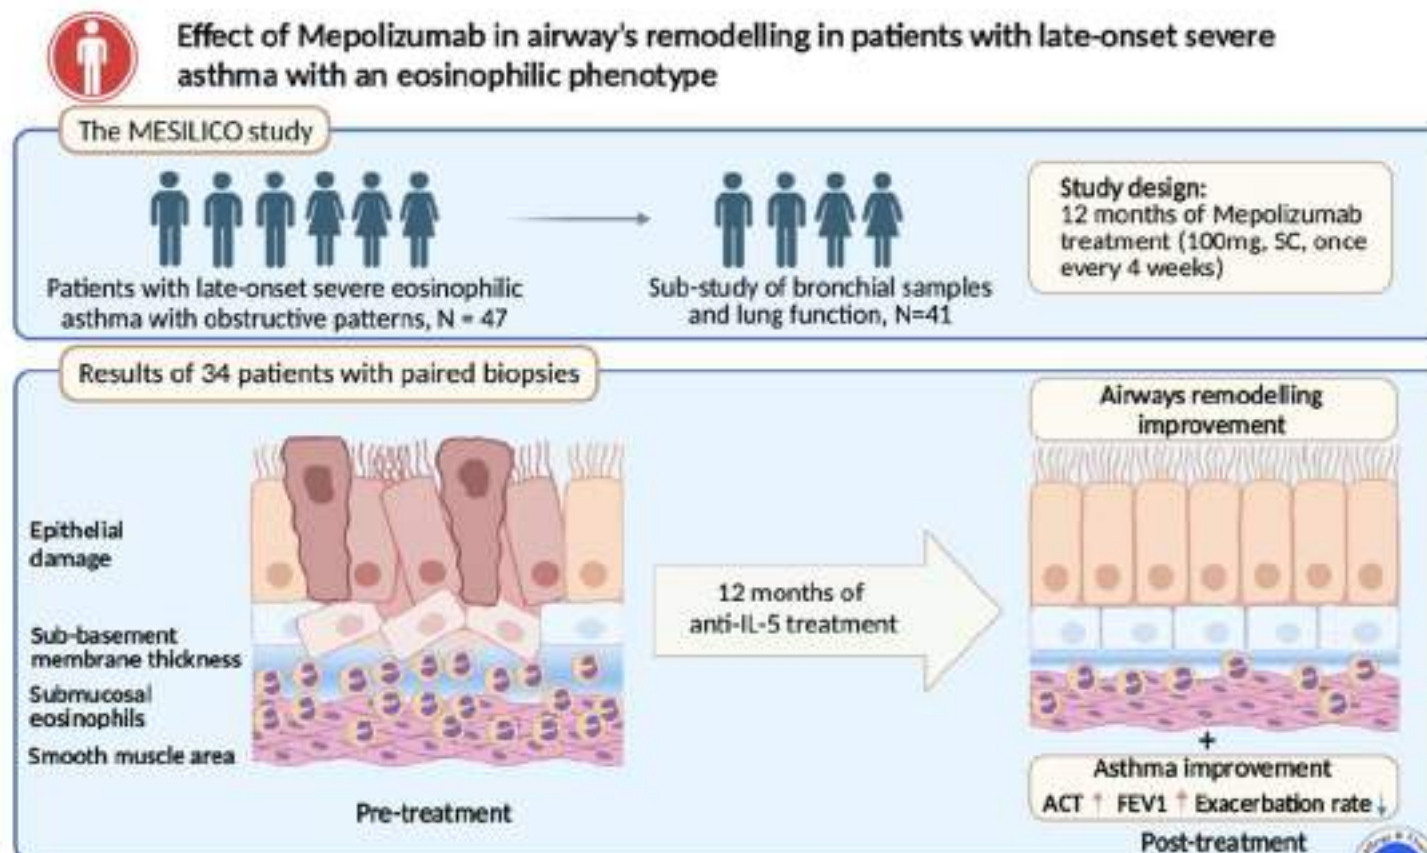 Effect of Mepolizumab in airway's remodelling in patients with late-onset severe
asthma with an eosinophilic phenotype
The MESILICO study
Patients with late-onset severe eosinophilic
asthma with obstructive patterns, N = 47
Sub-study of bronchial samples
and lung function, N=41
Study design:
12 months of Mepolizumab
treatment (100mg, SC, once
every 4 weeks)
Results of 34 patients with paired biopsies
Epithelial
damage
Sub-basement
membrane thickness
Submucosal
eosinophils
Smooth muscle area
Pre-treatment
12 months of
anti-IL-5 treatment
Airways remodelling
improvement
+
Asthma improvement
ACT ↑ FEV1 ↑ Exacerbation rate ↓
Post-treatment